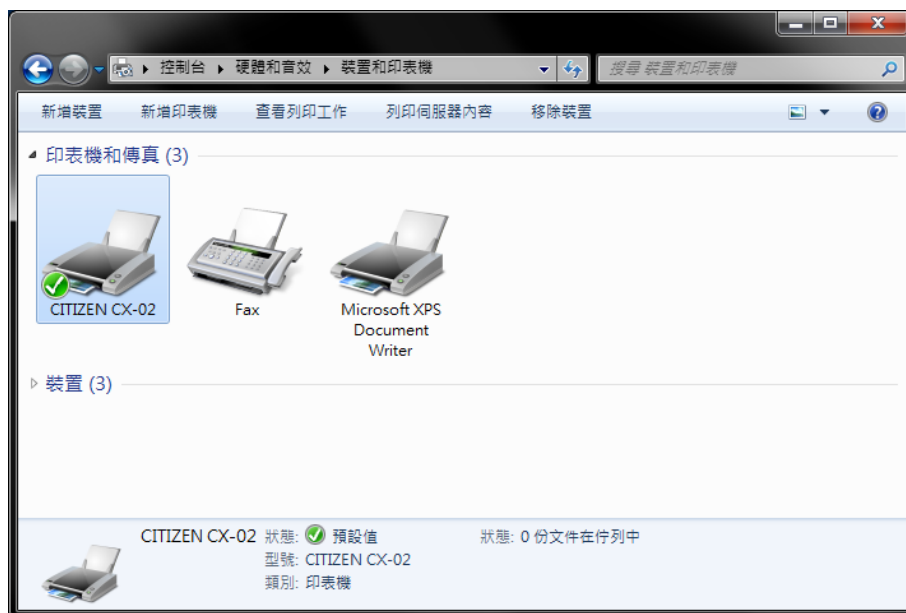 控制台 ▸ 硬體和音效 ▸ 裝置和印表機
搜尋 裝置和印表機
新增裝置 新增印表機 查看列印工作 列印伺服器內容 移除裝置
印表機和傳真 (3)
CITIZEN CX-02
Fax
Microsoft XPS
Document
Writer
裝置 (3)
CITIZEN CX-02 狀態: 預設值 狀態: 0 份文件在佇列中
型號: CITIZEN CX-02
類別: 印表機